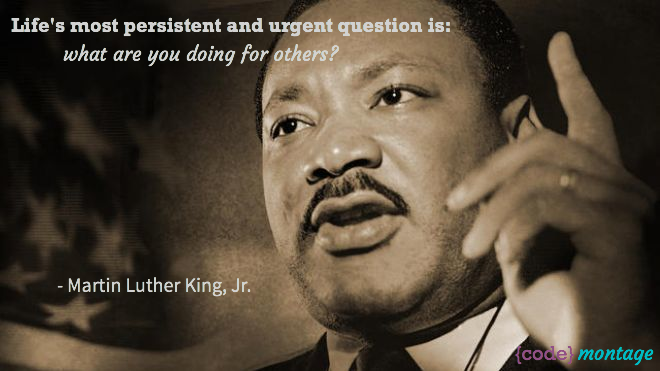 Life's most persistent and urgent question is:
what are you doing for others?
- Martin Luther King, Jr.
{code} montage